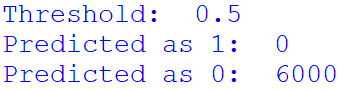 Threshold:  0.5
Predicted as 1:  0
Predicted as 0:  6000